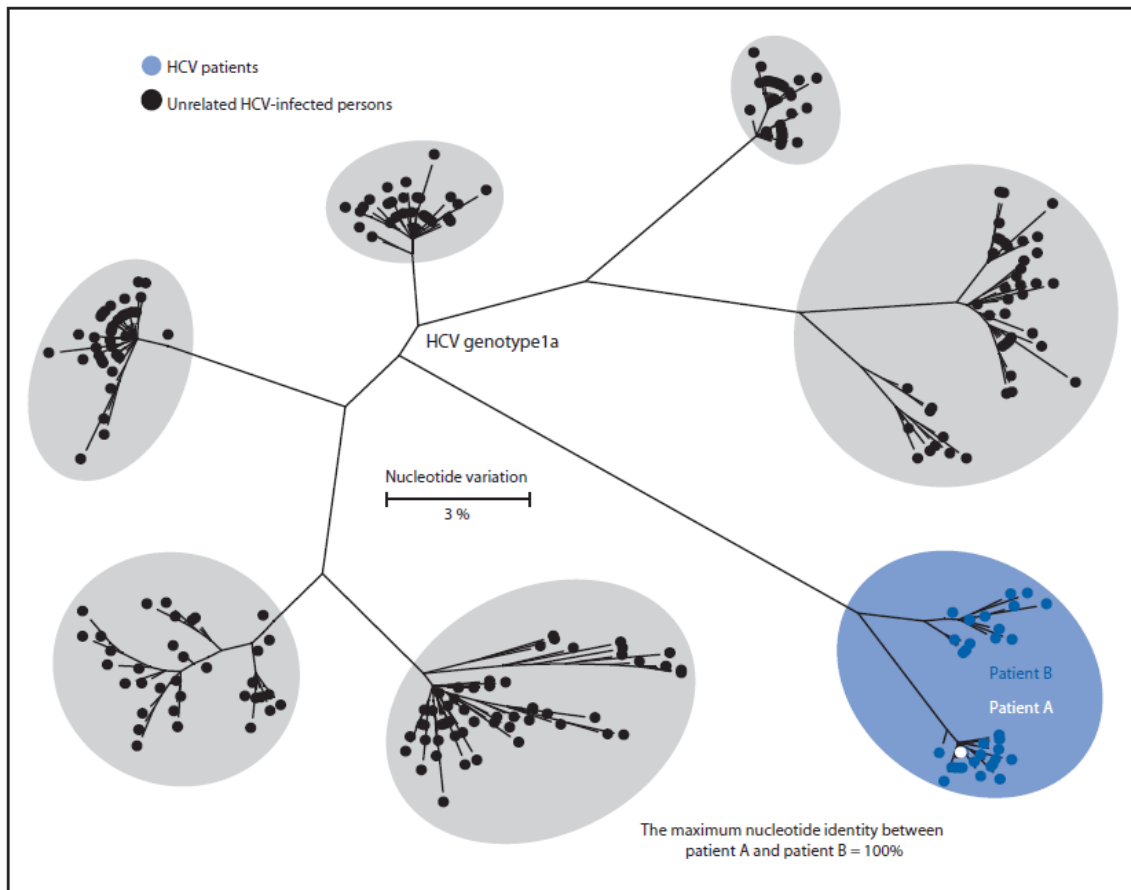 HCV patients
Unrelated HCV-infected persons
HCV genotype1a
Nucleotide variation
3 %
Patient B
Patient A
The maximum nucleotide identity between
patient A and patient B = 100%